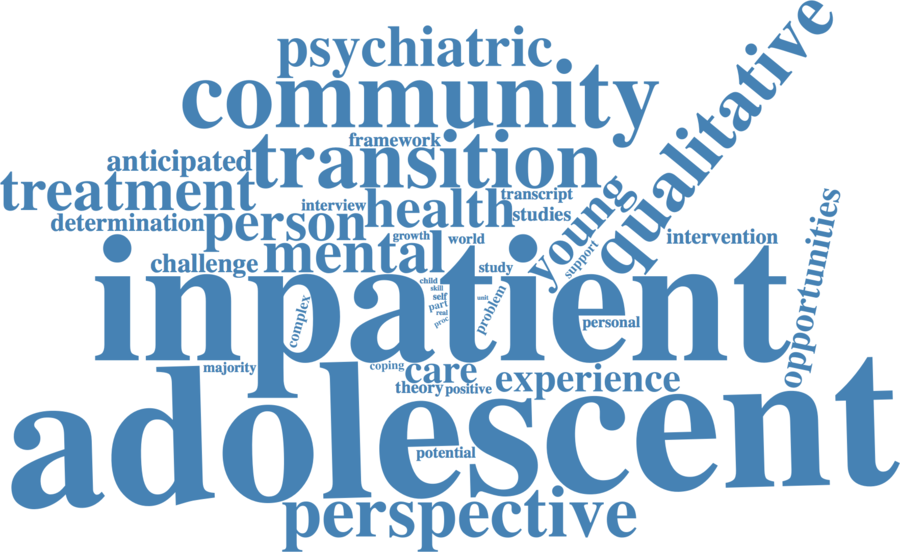 psychiatric
community
qualitative
framework
transition
anticipated
treatment
transcript
interview
health
studies
young
determination
person
opportunities
growth
world
intervention
support
challenge
mental
study
inpatient
child
skill
self
unit
part
real
proc
problem
complex
personal
majority
coping
care
experience
theory
positive
adolescent
potential
perspective